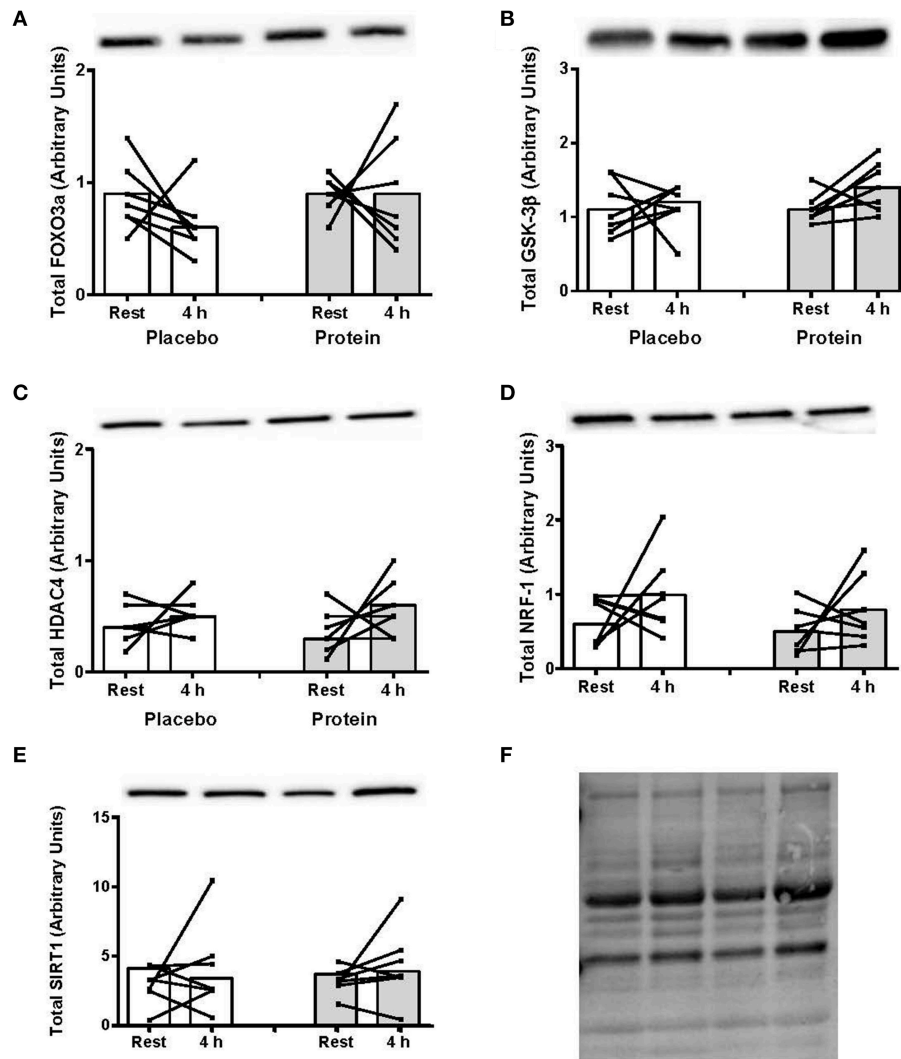 A
Total FOXO3a (Arbitrary Units)
2
1
0
Rest 4 h Rest 4 h
Placebo Protein
B
Total GSK-3β (Arbitrary Units)
3
2
1
0
Rest 4 h Rest 4 h
Placebo Protein
C
Total HDAC4 (Arbitrary Units)
2
1
0
Rest 4 h Rest 4 h
Placebo Protein
D
Total NRF-1 (Arbitrary Units)
3
2
1
0
Rest 4 h Rest 4 h
E
Total SIRT1 (Arbitrary Units)
15
10
5
0
Rest 4 h Rest 4 h
F